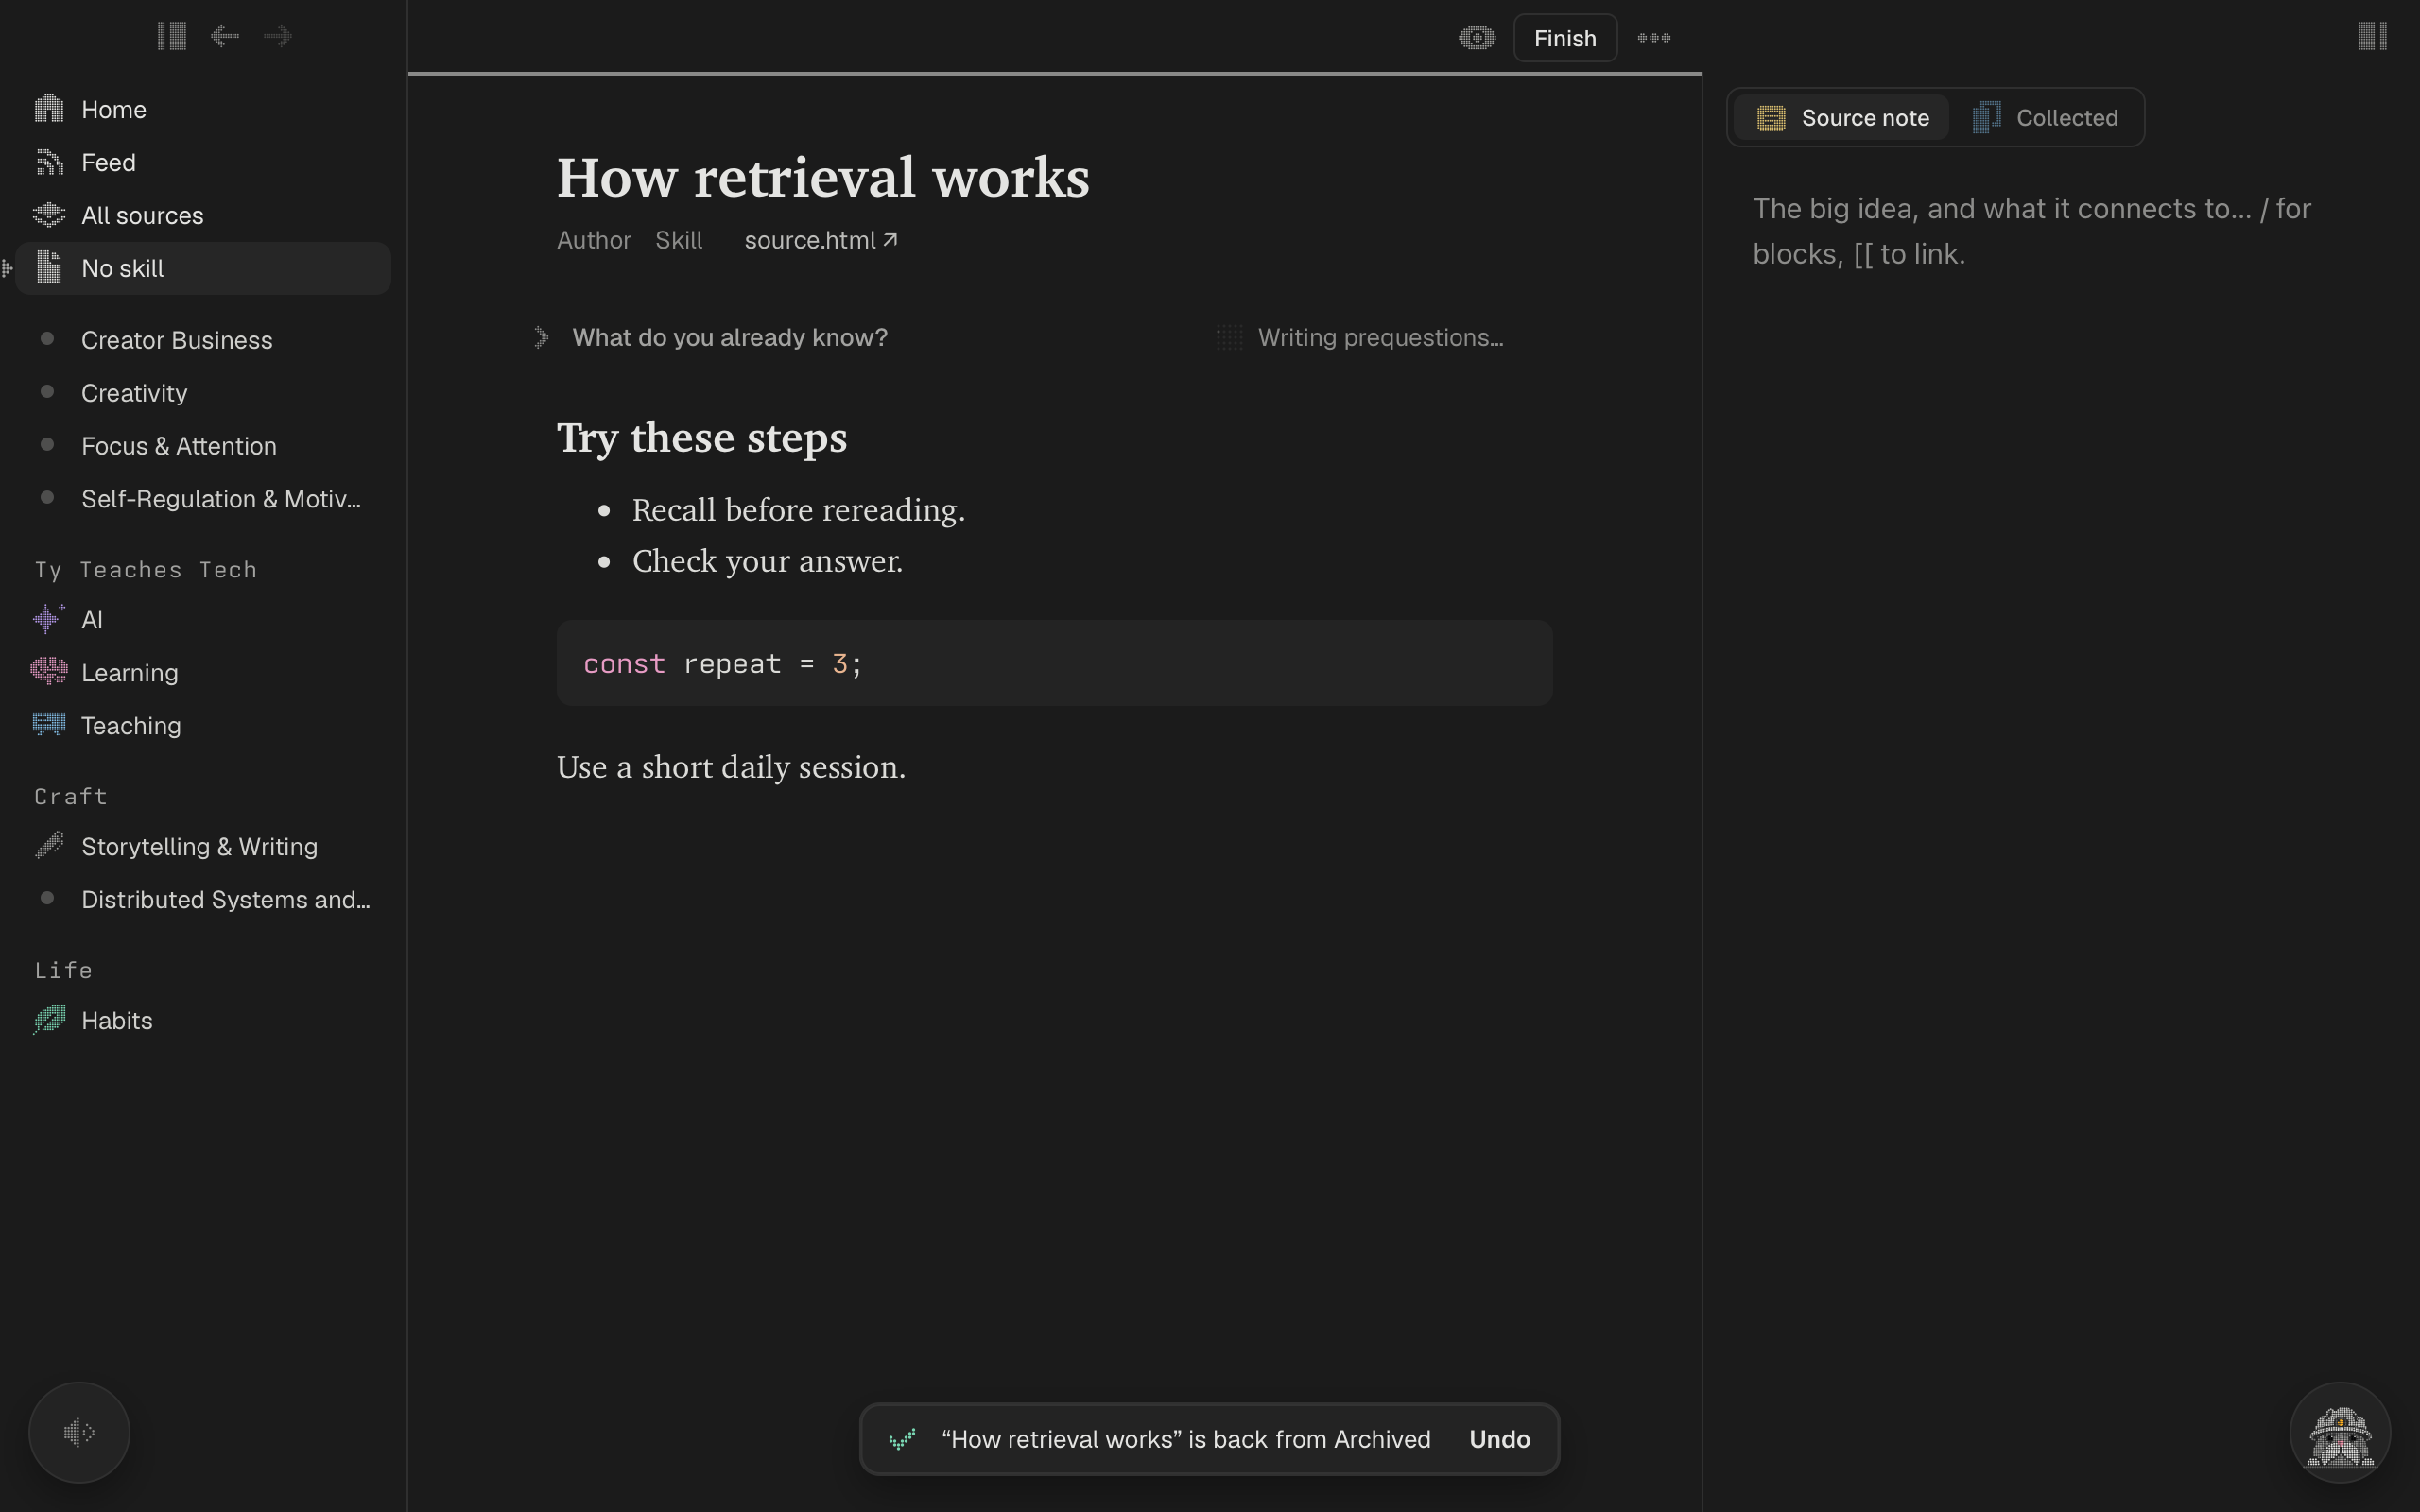 Home
Feed
All sources
No skill
Creator Business
Creativity
Focus & Attention
Self-Regulation & Motiv...
Ty Teaches Tech
AI
Learning
Teaching
Craft
Storytelling & Writing
Distributed Systems and...
Life
Habits
Finish
How retrieval works
Author Skill source.html
What do you already know?
Writing prequestions...
Try these steps
Recall before rereading.
Check your answer.
const repeat = 3;
Use a short daily session.
“How retrieval works” is back from Archived Undo
Source note
Collected
The big idea, and what it connects to... / for
blocks, [[ to link.